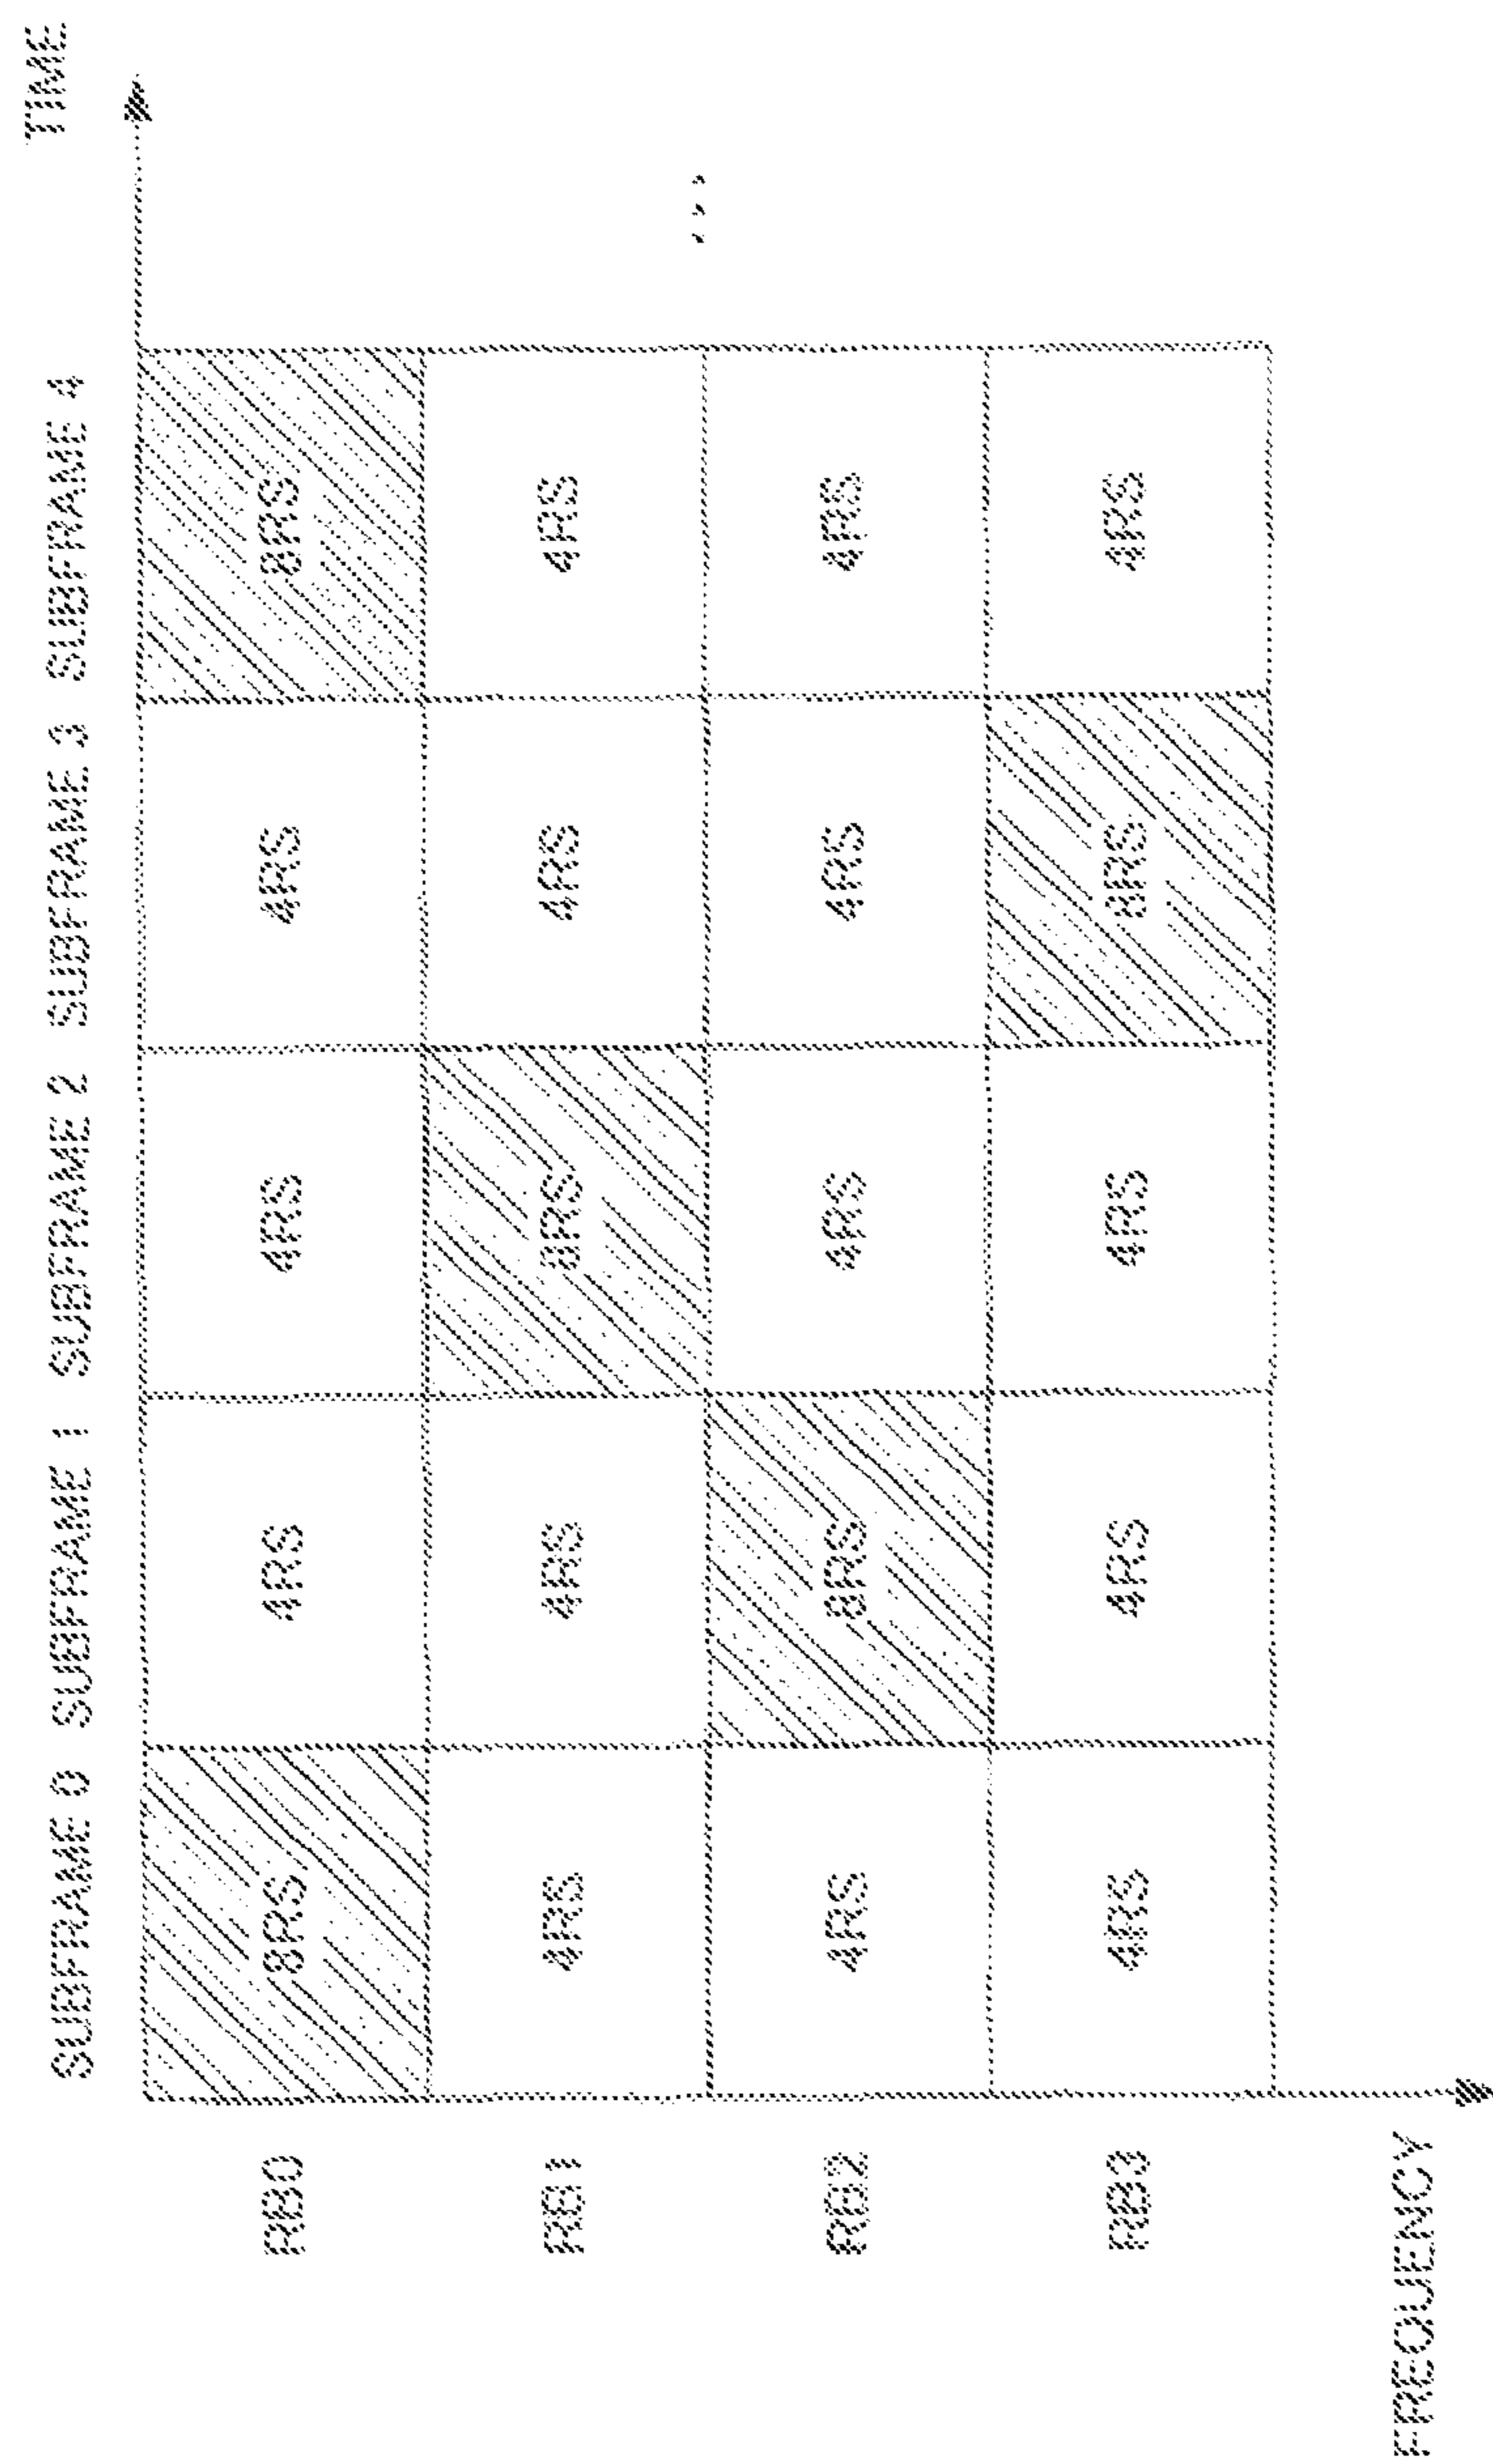 TIME
SUBFRAME 0 SUBFRAME 1 SUBFRAME 2 SUBFRAME 3 SUBFRAME 4
RB0 8RS 4RS 4RS 4RS 8RS
RB1 4RS 4RS 8RS 4RS 4RS
RB2 4RS 8RS 4RS 4RS 4RS
RB3 4RS 4RS 4RS 8RS 4RS
...
FREQUENCY